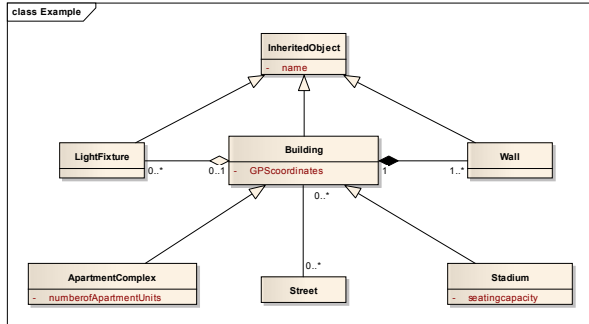 class Example
InheritedObject
- name
LightFixture
Building
- GPScoordinates
Wall
0..*
0..1
1
1..*
0..*
0..*
ApartmentComplex
- numberofApartmentUnits
Street
Stadium
- seatingcapacity